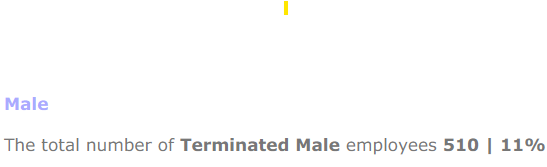 Male
The total number of Terminated Male employees 510 | 11%